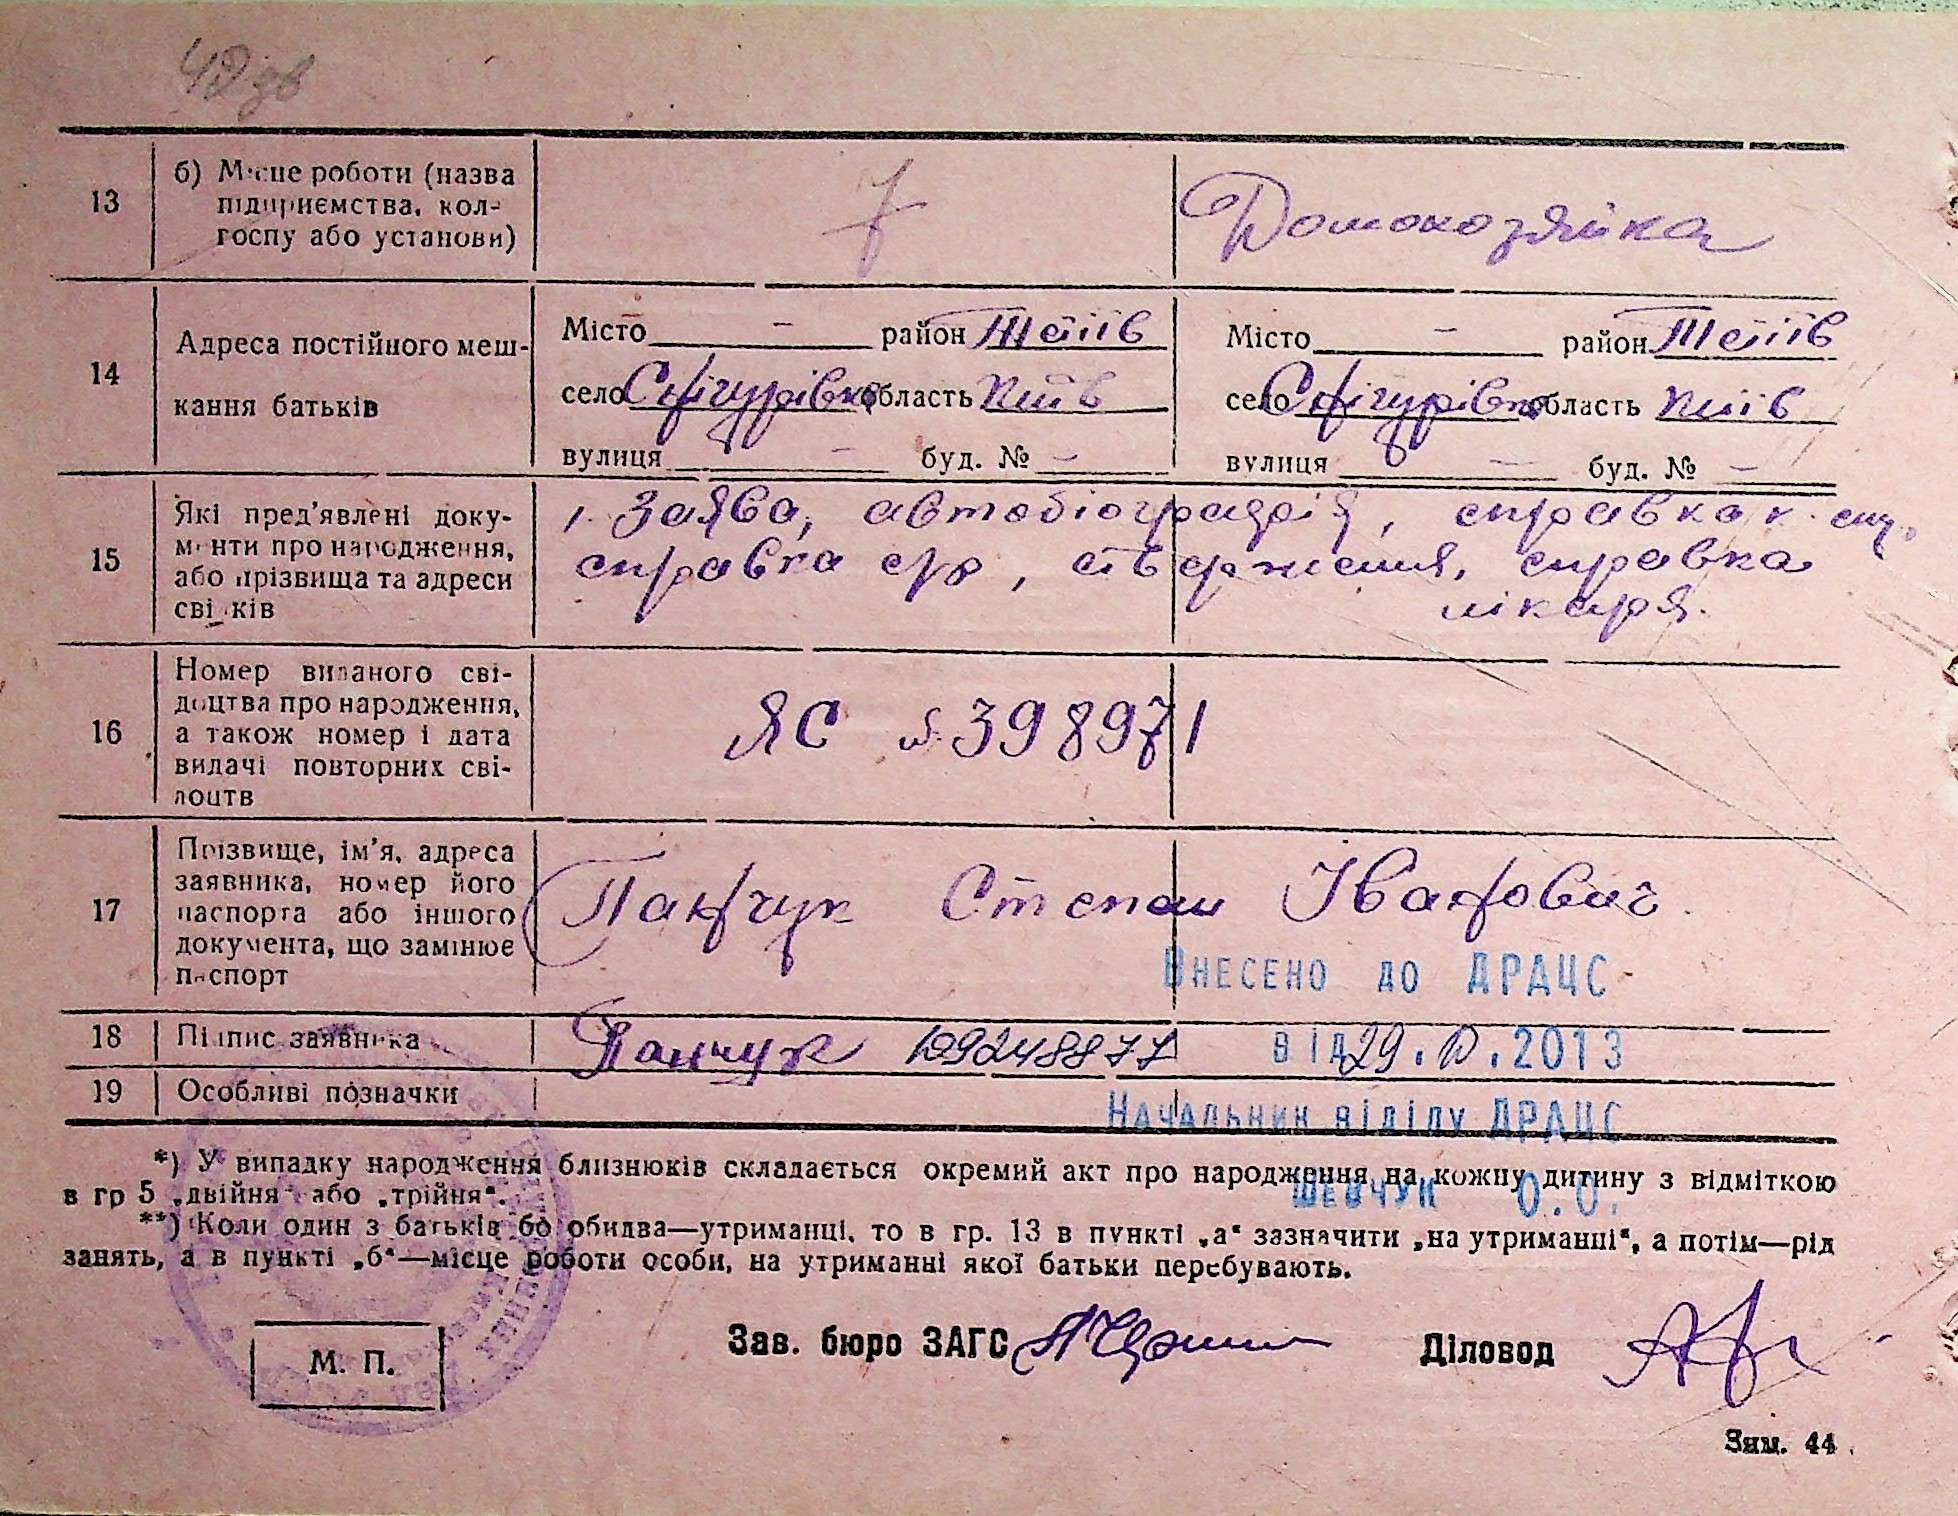 13
б) Місце роботи (назва
підприємства, кол-
госпу або установи)
7
Домохозяйка
14
Адреса постійного меш-
кання батьків
Місто — район Тетіїв
село Снігурівка область Київ
вулиця — буд. № —
Місто — район Тетіїв
село Снігурівка область Київ
вулиця — буд. № —
15
Які пред'явлені доку-
менти про народження,
або прізвища та адреси
свідків
1. Заява, автобіографія, справка
справка с/р, ствердження, справка
лікаря.
16
Номер виданого сві-
доцтва про народження,
а також номер і дата
видачі повторних сві-
доцтв
ЯС № 398971
17
Прізвище, ім'я, адреса
заявника, номер його
паспорта або іншого
документа, що замінює
паспорт
Панчук Степан Іванович
Внесено до ДРАЦС
18
Підпис заявника
Панчук
від 29. 10. 2013
19
Особливі позначки
Начальник відділу ДРАЦС
Шевчук О.О.
*) У випадку народження близнюків складається окремий акт про народження на кожну дитину з відміткою
в гр 5 „двійня“ або „трійня“.
**) Коли один з батьків бо обидва—утриманці, то в гр. 13 в пункті „а“ зазначити „на утриманні“, а потім—рід
занять, а в пункті „б“—місце роботи особи, на утриманні якої батьки перебувають.
М. П.
Зав. бюро ЗАГС
Діловод
Зям. 44